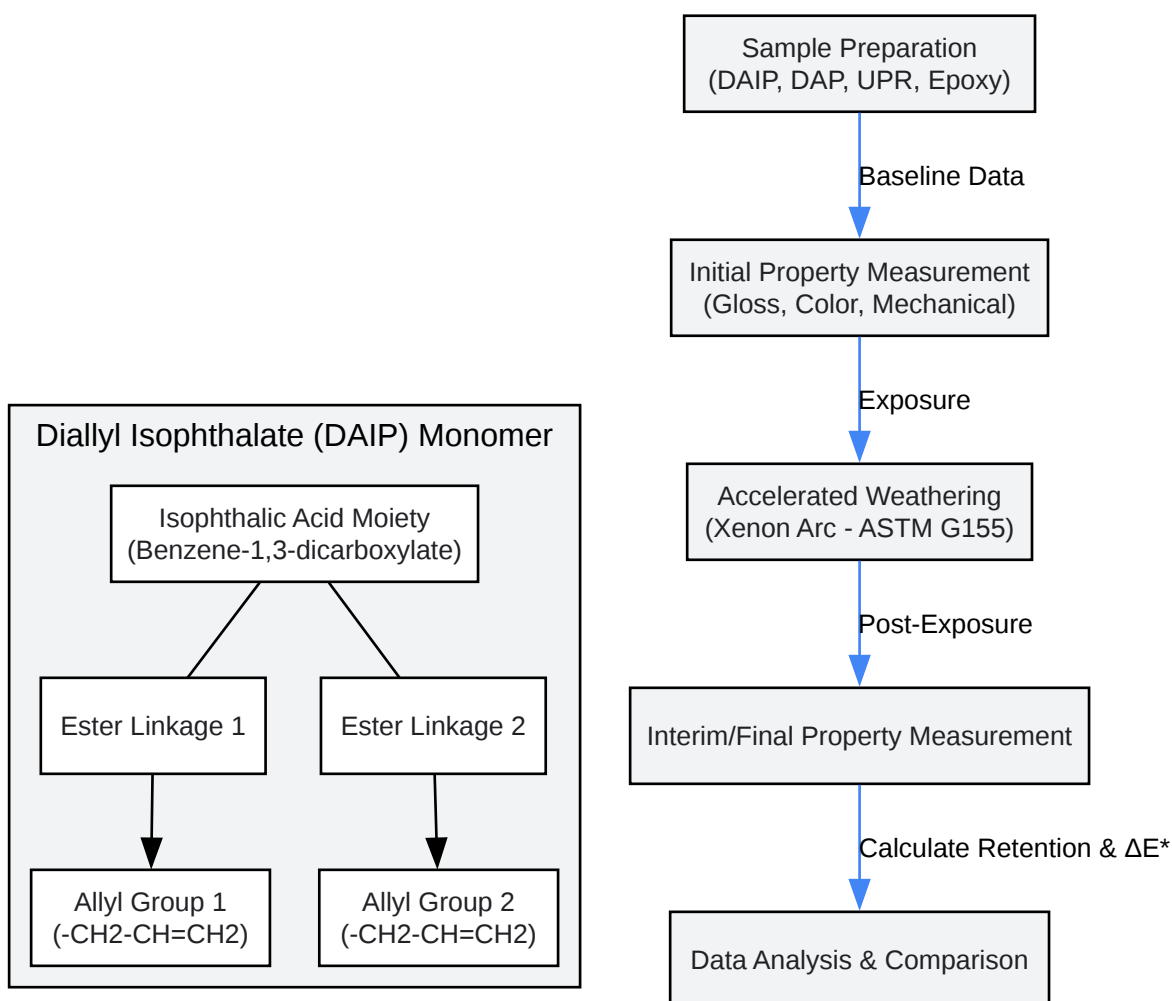 Sample Preparation
(DAIP, DAP, UPR, Epoxy)
Baseline Data
Initial Property Measurement
(Gloss, Color, Mechanical)
Exposure
Accelerated Weathering
(Xenon Arc - ASTM G155)
Post-Exposure
Interim/Final Property Measurement
Calculate Retention & ΔE*
Data Analysis & Comparison
Diallyl Isophthalate (DAIP) Monomer
Isophthalic Acid Moiety
(Benzene-1,3-dicarboxylate)
Ester Linkage 1
Ester Linkage 2
Allyl Group 1
(-CH2-CH=CH2)
Allyl Group 2
(-CH2-CH=CH2)